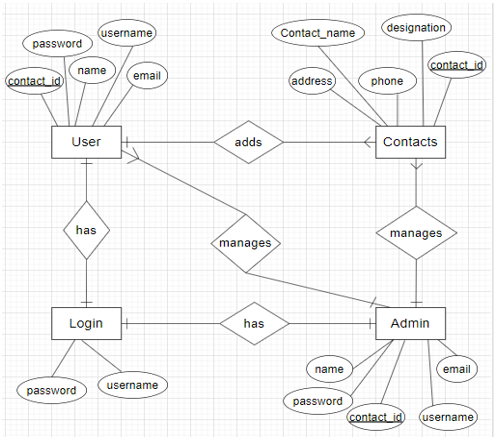 username
designation
password
Contact_name
name
contact_id
contact_id
email
address
phone
User
adds
Contacts
has
manages
manages
Login
has
Admin
name
email
password
username
password
contact_id
username